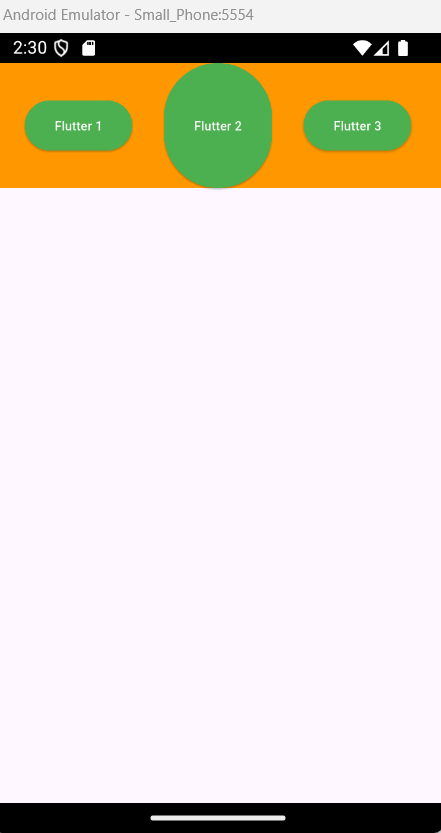 Android Emulator - Small_Phone:5554
2:30
Flutter 1 Flutter 2 Flutter 3